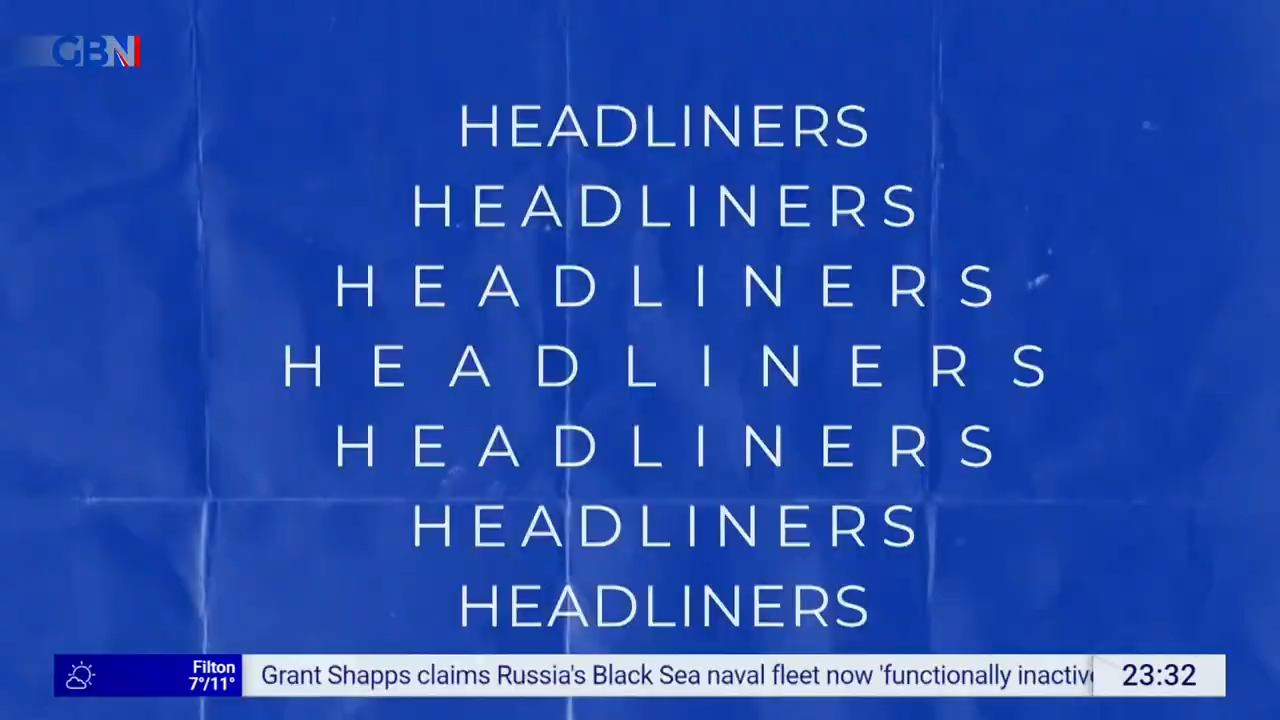 GBN
HEADLINERS
HEADLINERS
HEADLINERS
HEADLINERS
HEADLINERS
HEADLINERS
HEADLINERS
Filton
7°/11°
Grant Shapps claims Russia's Black Sea naval fleet now 'functionally
23:32